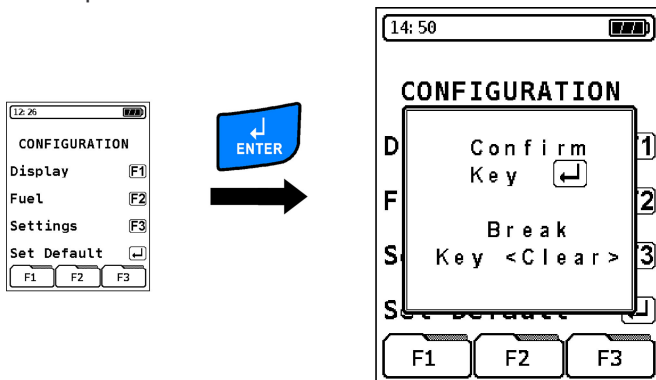 12:26
CONFIGURATION
Display F1
Fuel F2
Settings F3
Set Default
F1 F2 F3
ENTER
14:50
CONFIGURATION
Confirm
Key
Break
Key <Clear>
F1 F2 F3